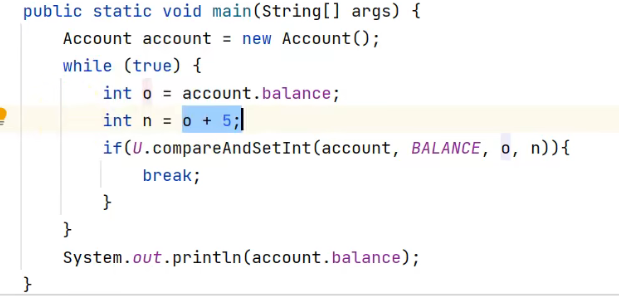 public static void main(String[] args) {
    Account account = new Account();
    while (true) {
        int o = account.balance;
        int n = o + 5;
        if(U.compareAndSetInt(account, BALANCE, o, n)){
            break;
        }
    }
    System.out.println(account.balance);
}